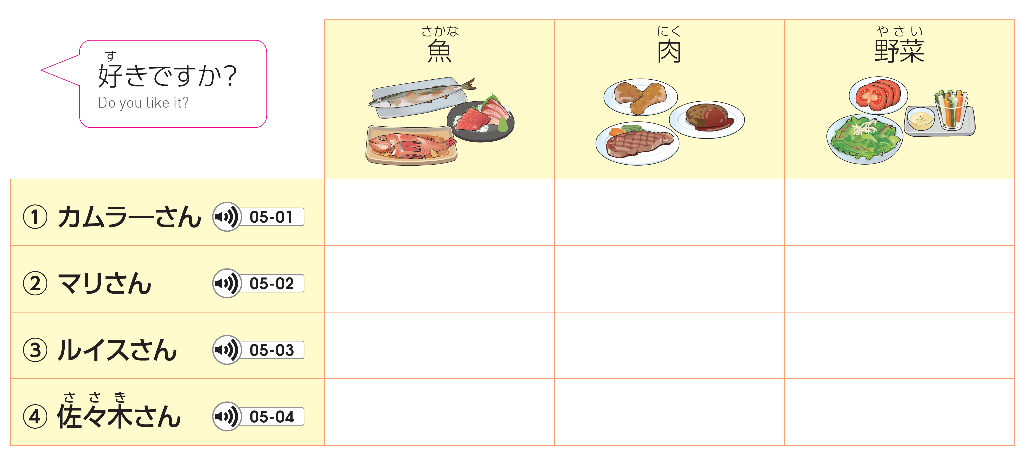 す
好きですか?
Do you like it?
さかな
魚
にく
肉
やさい
野菜
① カムラーさん 05-01
② マリさん 05-02
③ ルイスさん 05-03
ささき
④ 佐々木さん 05-04